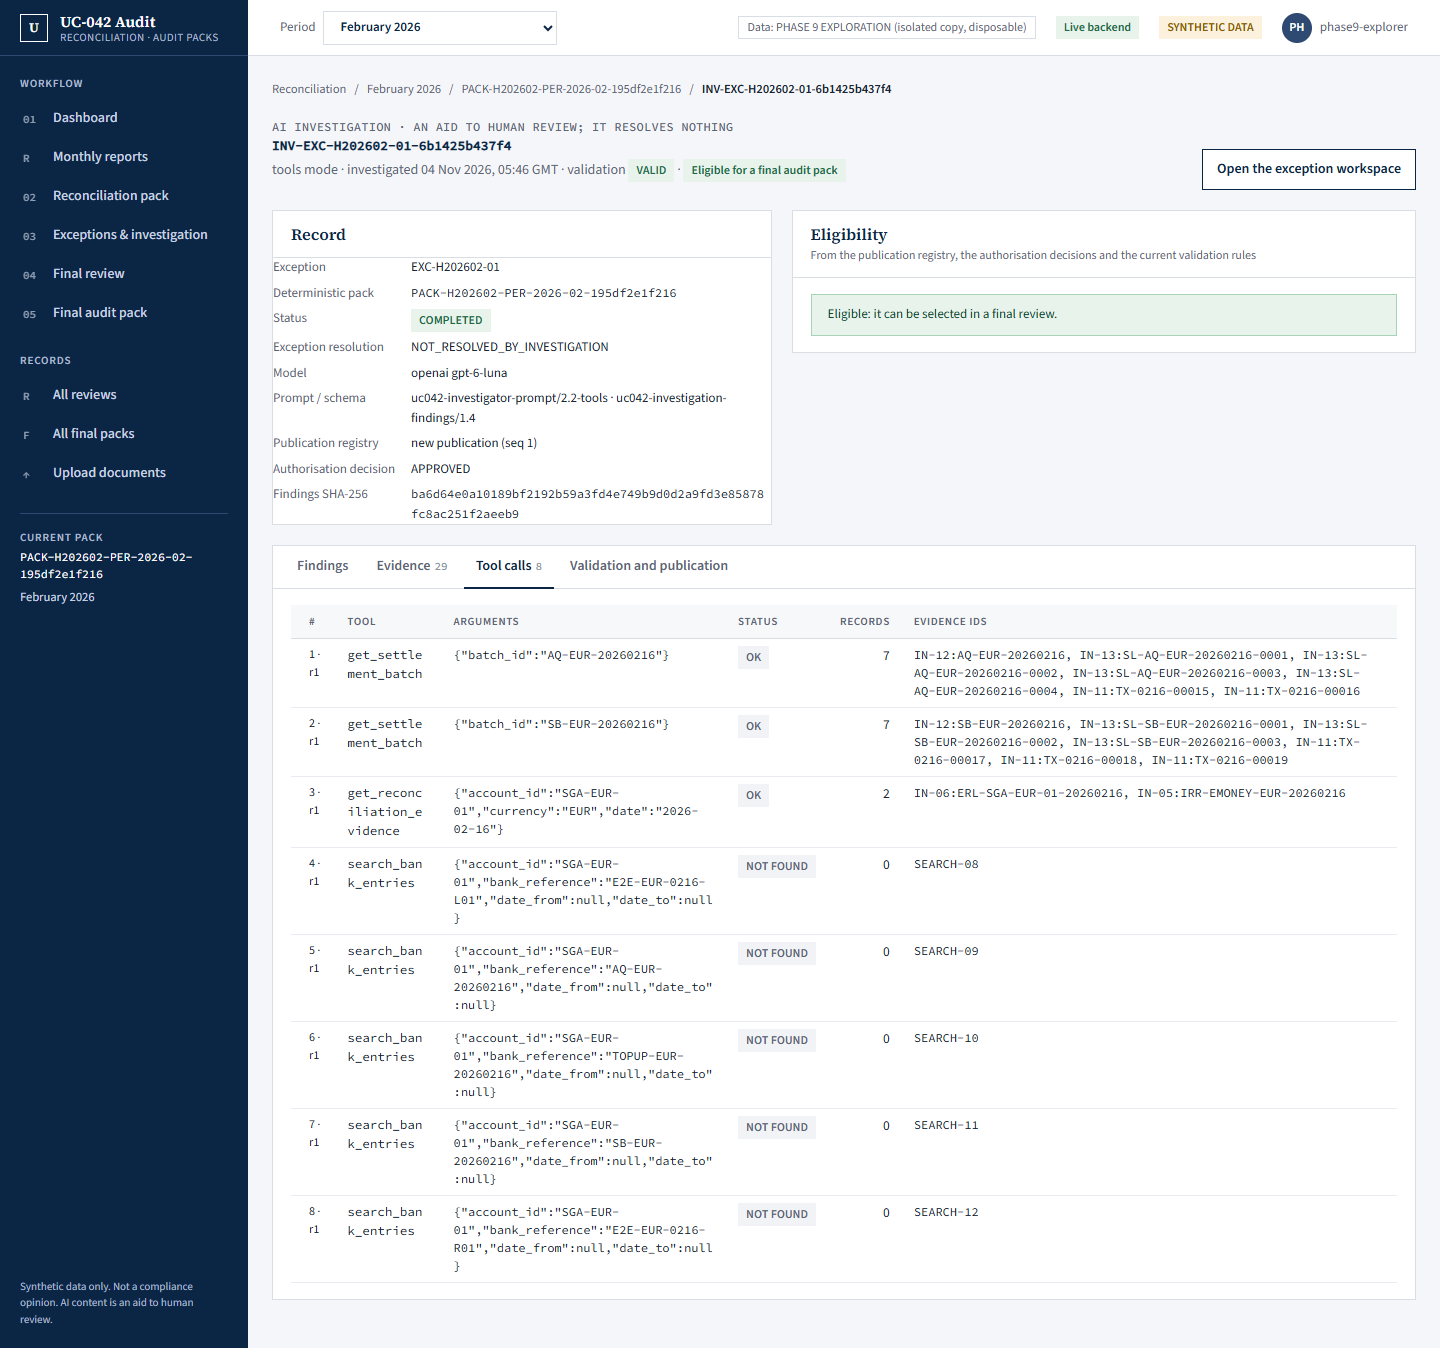 U
UC-042 Audit
RECONCILIATION · AUDIT PACKS
Period
February 2026
Data: PHASE 9 EXPLORATION (isolated copy, disposable)
Live backend
SYNTHETIC DATA
PH
phase9-explorer
WORKFLOW
01 Dashboard
R Monthly reports
02 Reconciliation pack
03 Exceptions & investigation
04 Final review
05 Final audit pack
RECORDS
R All reviews
F All final packs
↑ Upload documents
CURRENT PACK
PACK-H202602-PER-2026-02-
195df2e1f216
February 2026
Synthetic data only. Not a compliance
opinion. AI content is an aid to human
review.
Reconciliation / February 2026 / PACK-H202602-PER-2026-02-195df2e1f216 / INV-EXC-H202602-01-6b1425b437f4
AI INVESTIGATION · AN AID TO HUMAN REVIEW; IT RESOLVES NOTHING
INV-EXC-H202602-01-6b1425b437f4
tools mode · investigated 04 Nov 2026, 05:46 GMT · validation VALID · Eligible for a final audit pack
Open the exception workspace
Record
Exception EXC-H202602-01
Deterministic pack PACK-H202602-PER-2026-02-195df2e1f216
Status COMPLETED
Exception resolution NOT_RESOLVED_BY_INVESTIGATION
Model openai gpt-6-luna
Prompt / schema uc042-investigator-prompt/2.2-tools · uc042-investigation-
findings/1.4
Publication registry new publication (seq 1)
Authorisation decision APPROVED
Findings SHA-256 ba6d64e0a10189bf2192b59a3fd4e749b9d0d2a9fd3e85878
fc8ac251f2aeeb9
Eligibility
From the publication registry, the authorisation decisions and the current validation rules
Eligible: it can be selected in a final review.
Findings Evidence 29 Tool calls 8 Validation and publication
# TOOL ARGUMENTS STATUS RECORDS EVIDENCE IDS
1 · get_settle {"batch_id":"AQ-EUR-20260216"} OK 7 IN-12:AQ-EUR-20260216, IN-13:SL-AQ-EUR-20260216-0001, IN-13:SL-
r1 ment_batch AQ-EUR-20260216-0002, IN-13:SL-AQ-EUR-20260216-0003, IN-13:SL-
AQ-EUR-20260216-0004, IN-11:TX-0216-00015, IN-11:TX-0216-00016
2 · get_settle {"batch_id":"SB-EUR-20260216"} OK 7 IN-12:SB-EUR-20260216, IN-13:SL-SB-EUR-20260216-0001, IN-13:SL-
r1 ment_batch SB-EUR-20260216-0002, IN-13:SL-SB-EUR-20260216-0003, IN-11:TX-
0216-00017, IN-11:TX-0216-00018, IN-11:TX-0216-00019
3 · get_reconc {"account_id":"SGA-EUR- OK 2 IN-06:ERL-SGA-EUR-01-20260216, IN-05:IRR-EMONEY-EUR-20260216
r1 iliation_e 01","currency":"EUR","date":"2026-
vidence 02-16"}
4 · search_ban {"account_id":"SGA-EUR- NOT FOUND 0 SEARCH-08
r1 k_entries 01","bank_reference":"E2E-EUR-0216-
L01","date_from":null,"date_to":null
}
5 · search_ban {"account_id":"SGA-EUR- NOT FOUND 0 SEARCH-09
r1 k_entries 01","bank_reference":"AQ-EUR-
20260216","date_from":null,"date_to"
:null}
6 · search_ban {"account_id":"SGA-EUR- NOT FOUND 0 SEARCH-10
r1 k_entries 01","bank_reference":"TOPUP-EUR-
20260216","date_from":null,"date_to"
:null}
7 · search_ban {"account_id":"SGA-EUR- NOT FOUND 0 SEARCH-11
r1 k_entries 01","bank_reference":"SB-EUR-
20260216","date_from":null,"date_to"
:null}
8 · search_ban {"account_id":"SGA-EUR- NOT FOUND 0 SEARCH-12
r1 k_entries 01","bank_reference":"E2E-EUR-0216-
R01","date_from":null,"date_to":null
}